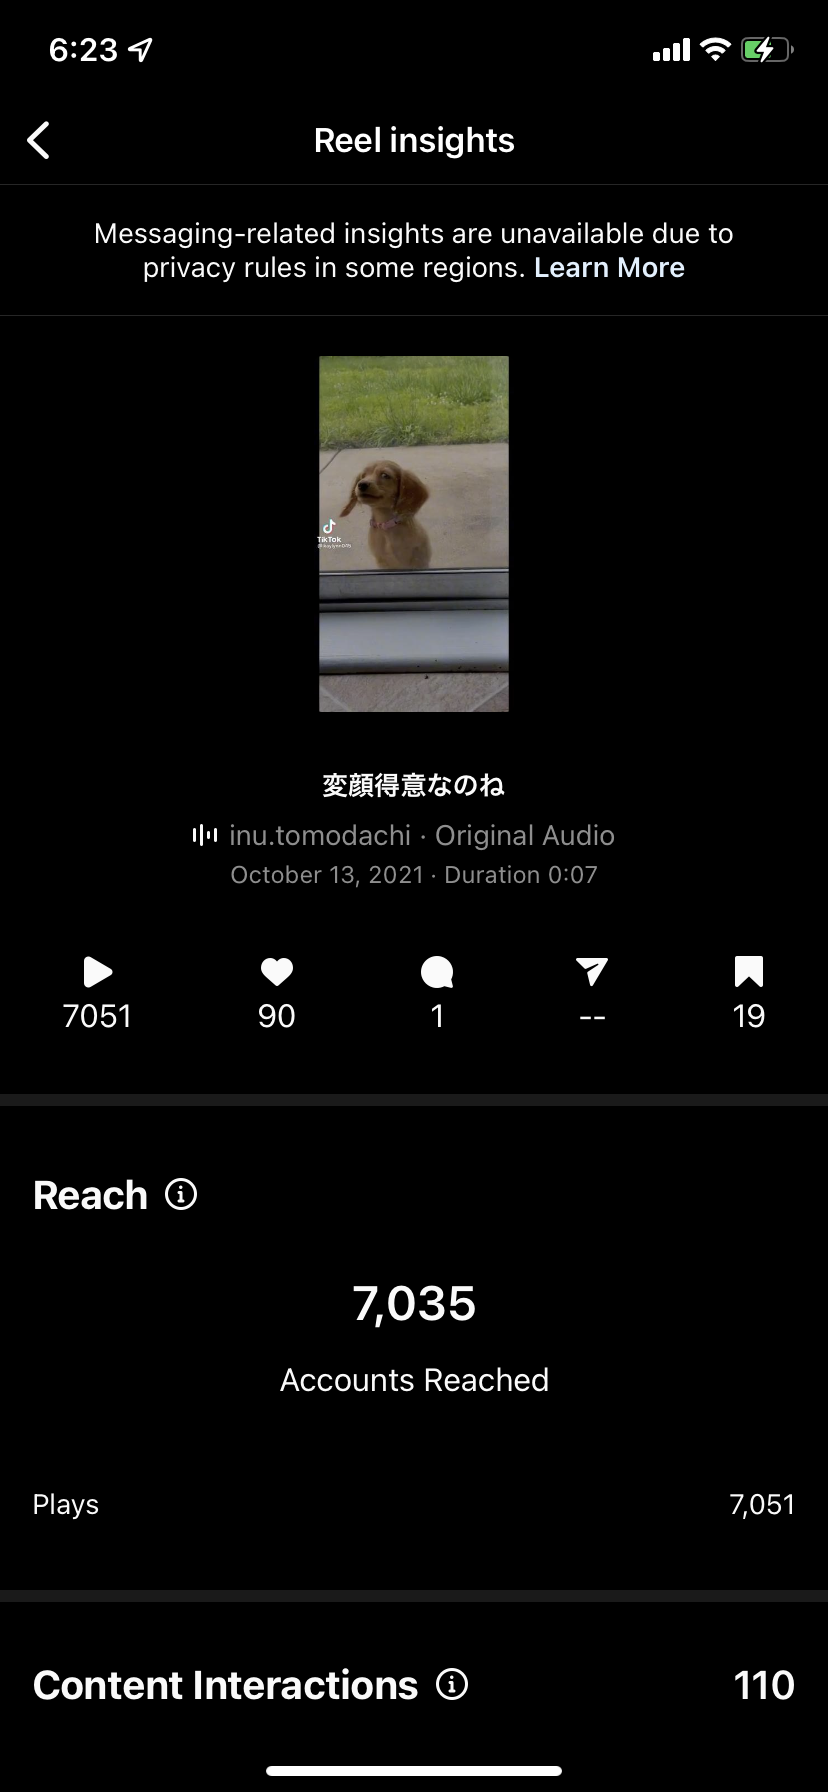 6:23
Reel insights
Messaging-related insights are unavailable due to
privacy rules in some regions. Learn More
TikTok
変顔得意なのね
inu.tomodachi · Original Audio
October 13, 2021 · Duration 0:07
7051 90 1 -- 19
Reach
7,035
Accounts Reached
Plays 7,051
Content Interactions 110